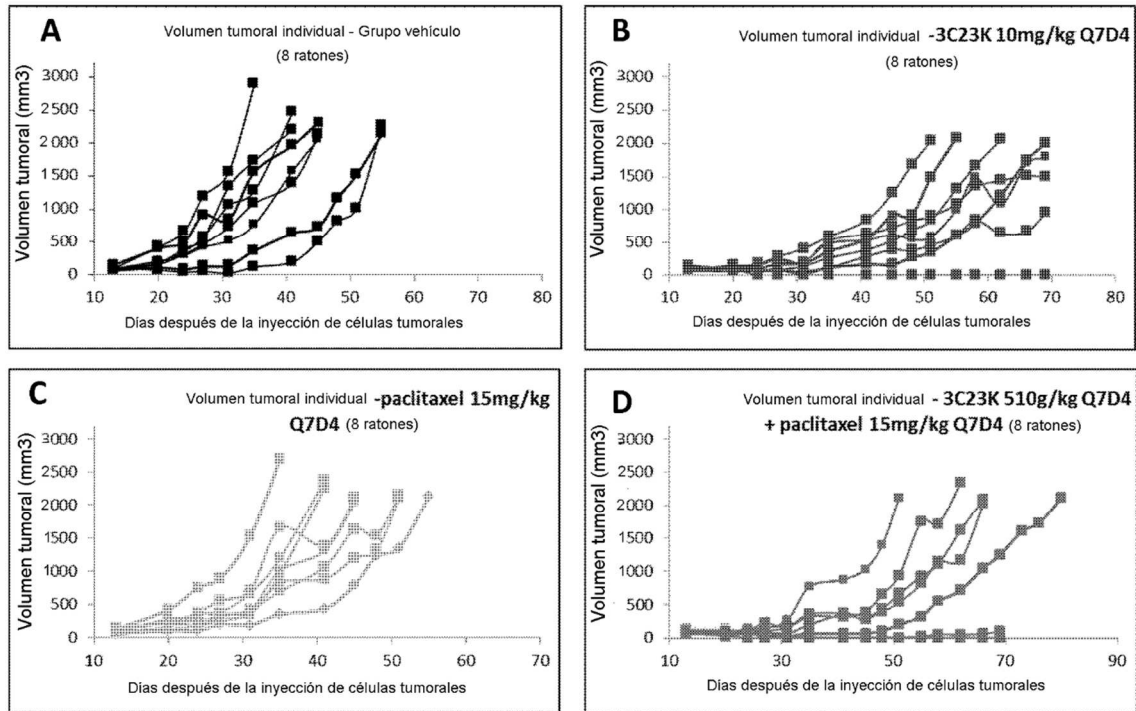 A
Volumen tumoral individual - Grupo vehículo
(8 ratones)
Volumen tumoral (mm3)
3000
2500
2000
1500
1000
500
0
10 20 30 40 50 60 70 80
Días después de la inyección de células tumorales
B
Volumen tumoral individual -3C23K 10mg/kg Q7D4
(8 ratones)
Volumen tumoral (mm3)
3000
2500
2000
1500
1000
500
0
10 20 30 40 50 60 70 80
Días después de la inyección de células tumorales
C
Volumen tumoral individual -paclitaxel 15mg/kg
Q7D4 (8 ratones)
Volumen tumoral (mm3)
3000
2500
2000
1500
1000
500
0
10 20 30 40 50 60 70
Días después de la inyección de células tumorales
D
Volumen tumoral individual - 3C23K 510g/kg Q7D4
+ paclitaxel 15mg/kg Q7D4 (8 ratones)
Volumen tumoral (mm3)
3000
2500
2000
1500
1000
500
0
10 30 50 70 90
Días después de la inyección de células tumorales